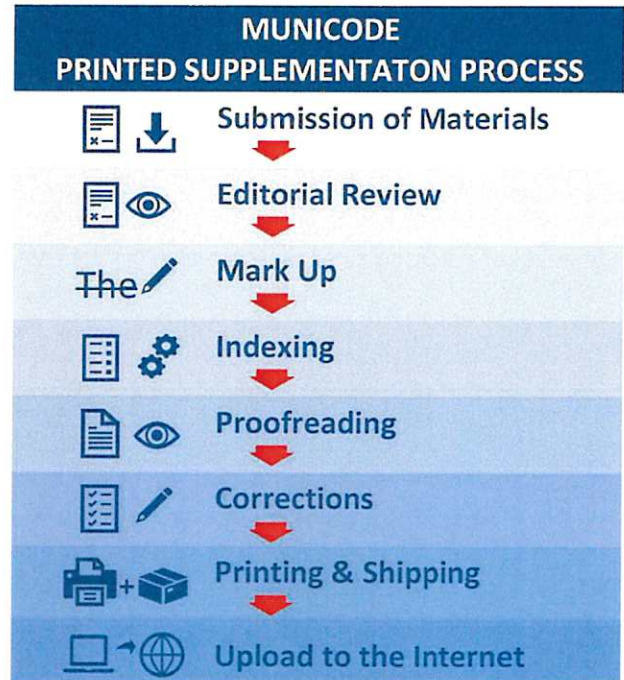 MUNICODE
PRINTED SUPPLEMENTATON PROCESS
Submission of Materials
Editorial Review
The Mark Up
Indexing
Proofreading
Corrections
+ Printing & Shipping
Upload to the Internet